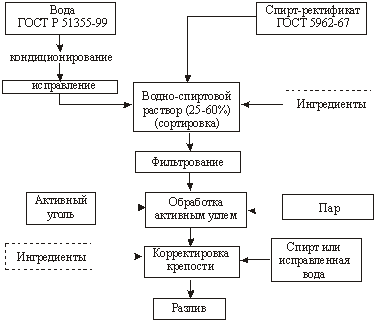 Вода
ГОСТ Р 51355-99
Спирт-ректификат
ГОСТ 5962-67
кондиционирование
исправление
Водно-спиртовой
раствор (25-60%)
(сортировка)
Ингредиенты
Фильтрование
Активный
уголь
Обработка
активным углем
Пар
Ингредиенты
Корректировка
крепости
Спирт или
исправленная
вода
Разлив